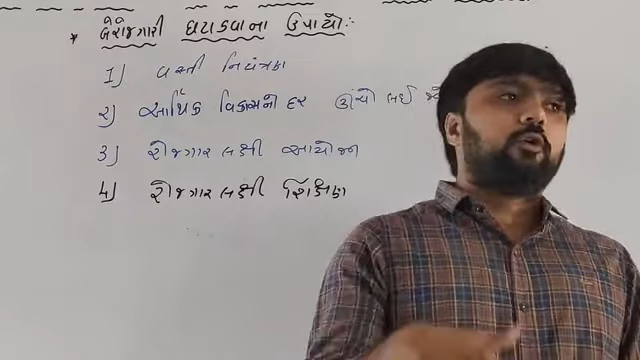 * બેરોજગારી ઘટાડવાના ઉપાયો :-
1) વસ્તી નિયંત્રણ
૨) આર્થિક વિકાસનો દર ઊંચો લઈ
3) રોજગાર લક્ષી આયોજન
4) રોજગાર લક્ષી શિક્ષણ